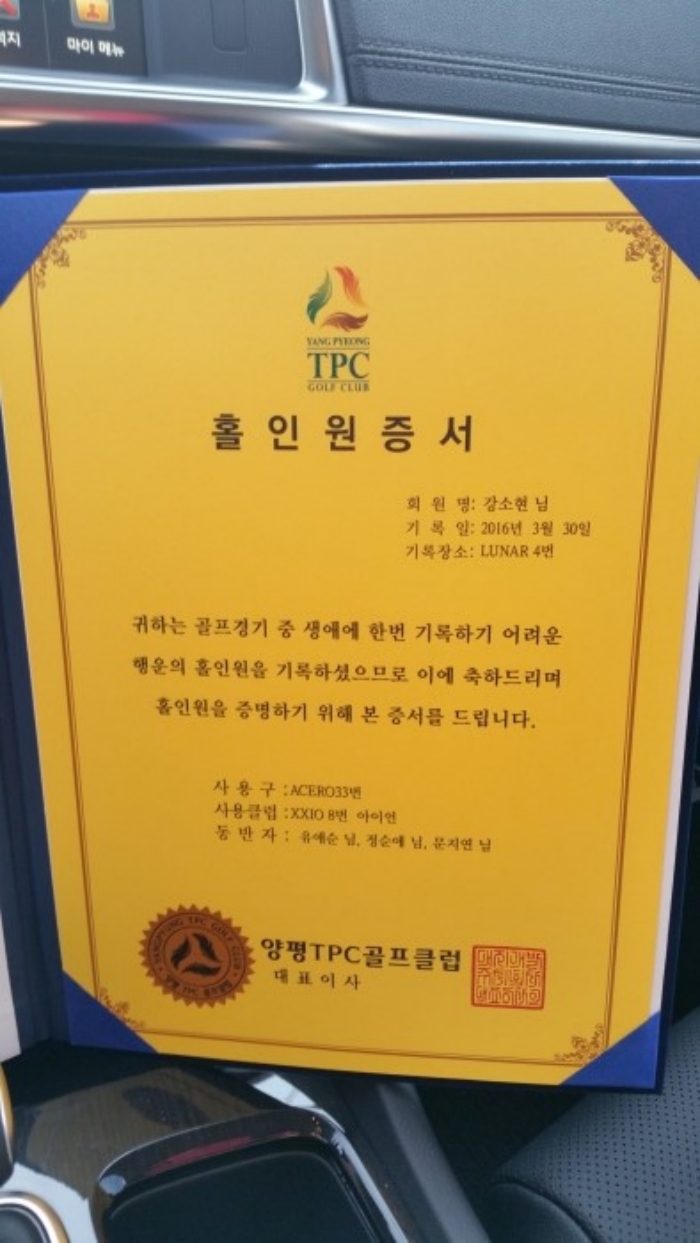 마이 메뉴
YANG PYEONG
TPC
GOLF CLUB
홀인원증서
회 원 명: 강소현 님
기 록 일: 2016년 3월 30일
기록장소: LUNAR 4번
귀하는 골프경기 중 생애에 한번 기록하기 어려운
행운의 홀인원을 기록하셨으므로 이에 축하드리며
홀인원을 증명하기 위해 본 증서를 드립니다.
사 용 구 :ACERO33번
사용클럽 :XXIO 8번 아이언
동 반 자 : 유애순 님, 정순애 님, 문지연 님
양평TPC골프클럽
대표이사